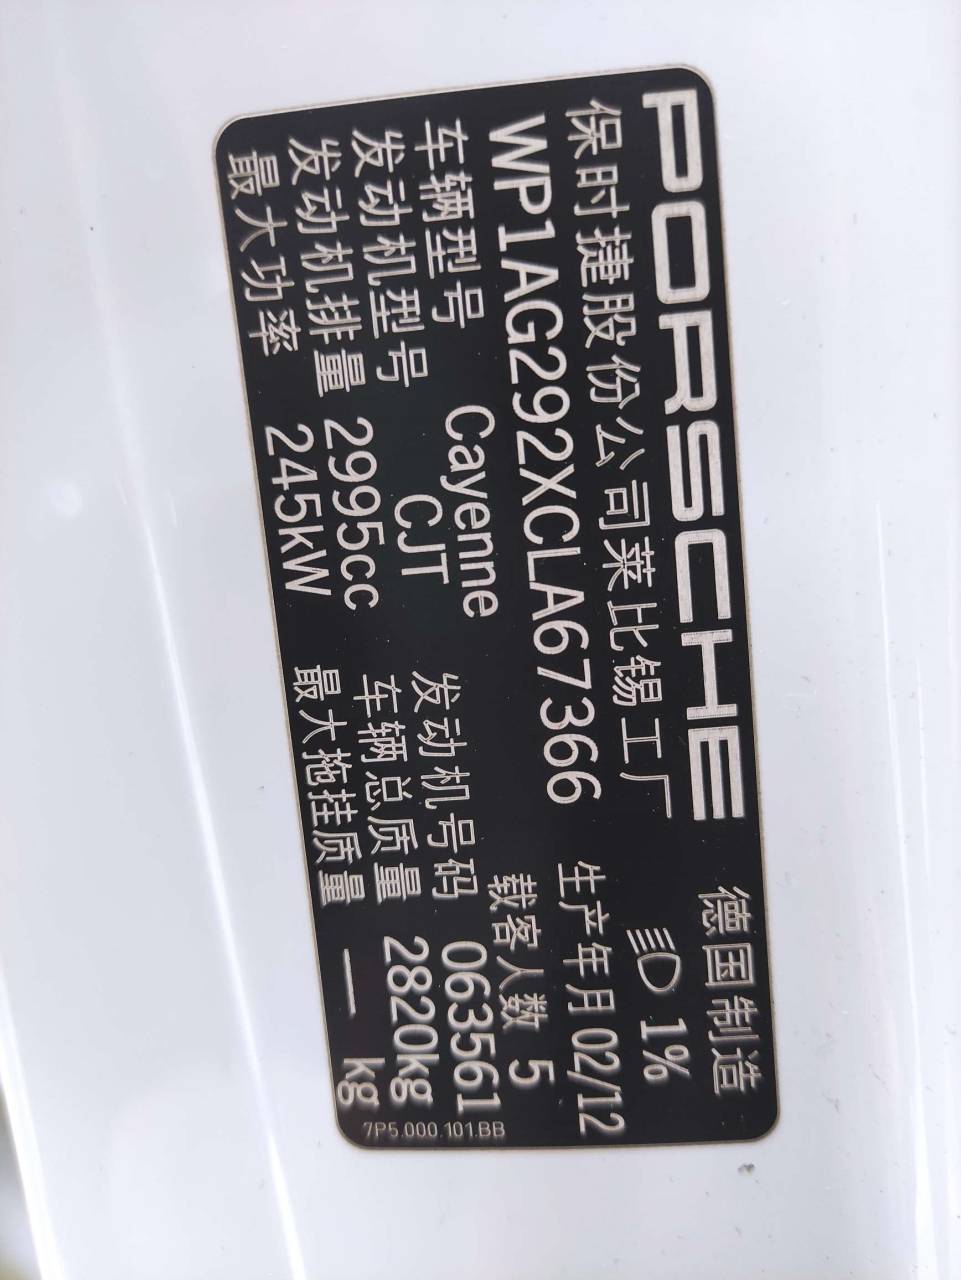 PORSCHE 德国制造
保时捷股份公司莱比锡工厂 1%
WP1AG292XCLA67366 生产年月 02/12
载客人数 5
车辆型号 Cayenne 发动机号码 063561
发动机型号 CJT 车辆总质量 2820kg
发动机排量 2995cc 最大拖挂质量 — kg
最大功率 245kW
7P5.000.101.BB